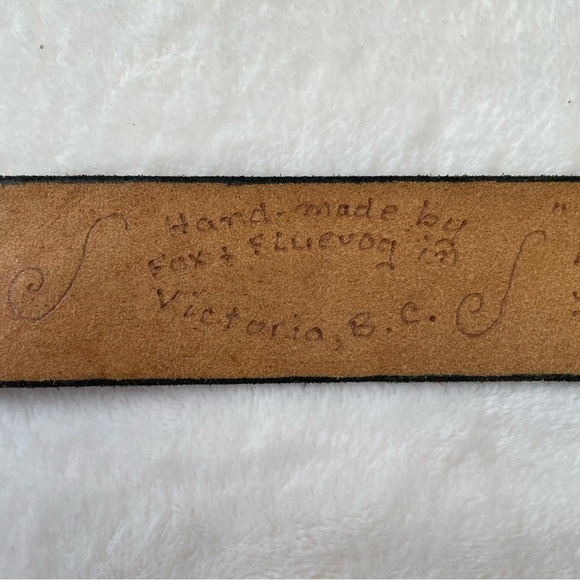 Hand-made by
Fox & Fluevog in
Victoria, B.C.
"